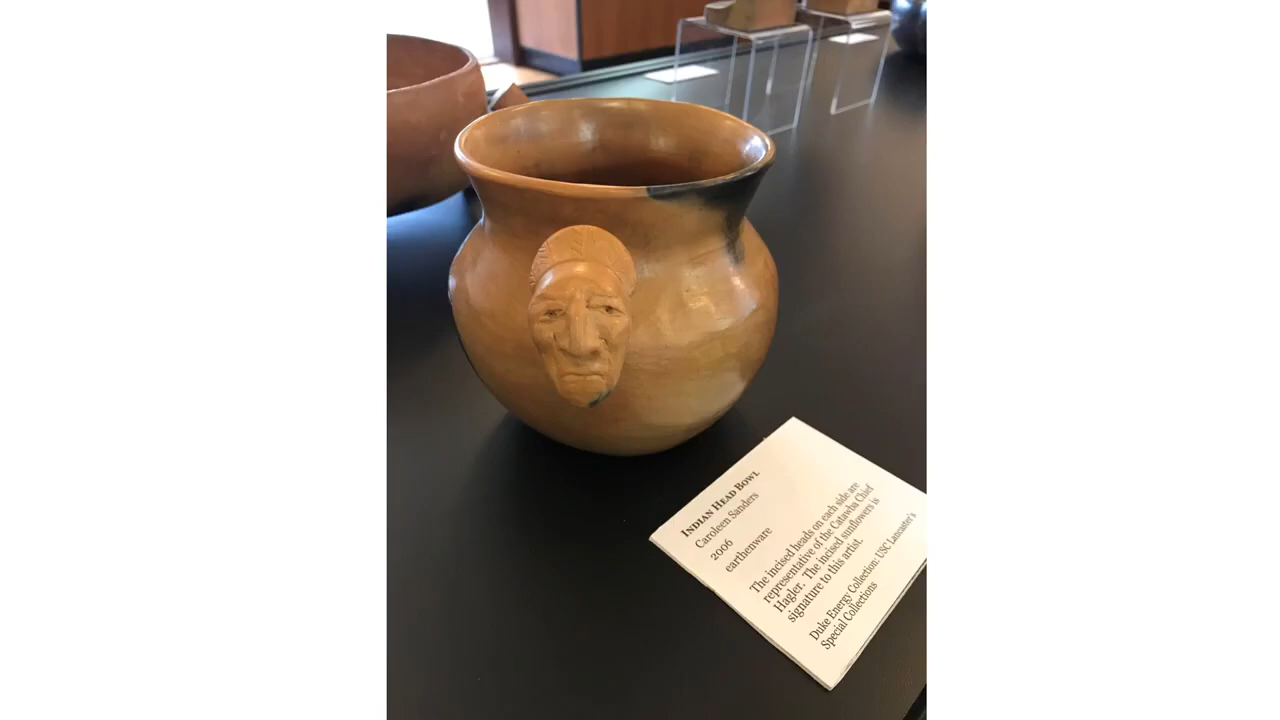 INDIAN HEAD BOWL
Caroleen Sanders
2006
earthenware
The incised heads on each side are
representative of the Catawba Chief
Hagler. The incised sunflowers is
signature to this artist.
Duke Energy Collection: USC Lancaster's
Special Collections